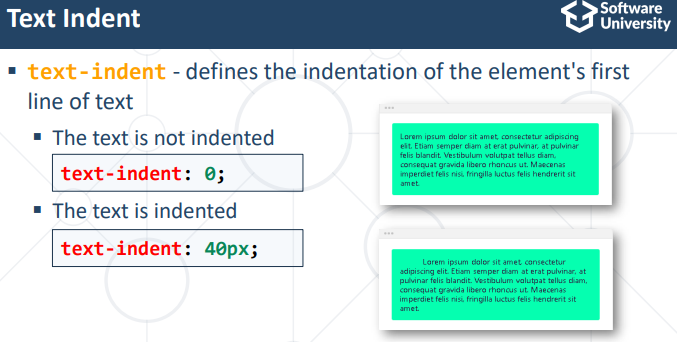 Text Indent
Software
University
▪ text-indent - defines the indentation of the element's first
line of text
▪ The text is not indented
text-indent: 0;
▪ The text is indented
text-indent: 40px;
Lorem ipsum dolor sit amet, consectetur adipiscing
elit. Etiam semper diam at erat pulvinar, at pulvinar
felis blandit. Vestibulum volutpat tellus diam,
consequat gravida libero rhoncus ut. Maecenas
imperdiet felis nisi, fringilla luctus felis hendrerit sit
amet.
Lorem ipsum dolor sit amet, consectetur
adipiscing elit. Etiam semper diam at erat pulvinar, at
pulvinar felis blandit. Vestibulum volutpat tellus diam,
consequat gravida libero rhoncus ut. Maecenas
imperdiet felis nisi, fringilla luctus felis hendrerit sit
amet.